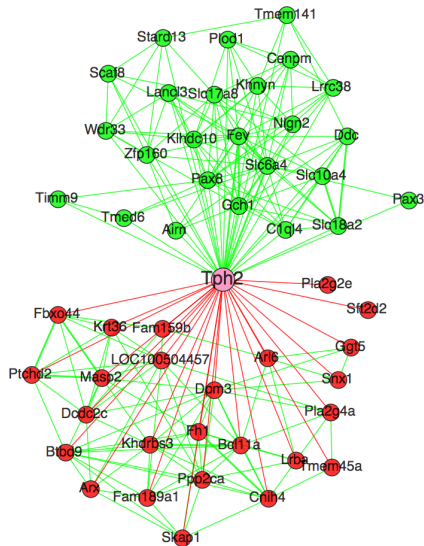 Tmem141
Stard13
Plod1
Cenpm
Scaf8
Khnyn
Lrrc38
Lancl3
Slc17a8
Nlgn2
Wdr33
Klhdc10
Fev
Ddc
Zfp160
Slc6a4
Pax8
Slc10a4
Timm9
Gch1
Pax3
Tmed6
Airn
C1ql4
Slc18a2
Tph2
Pla2g2e
Sft2d2
Fbxo44
Krt36
Fam159b
Ggt5
LOC100504457
Arl6
Ptchd2
Masp2
Snx1
Dpm3
Dcdc2c
Pla2g4a
Fh1
Khdrbs3
Bcl11a
Btbd9
Lrba
Tmem45a
Ppp2ca
Arx
Fam189a1
Cnih4
Skap1